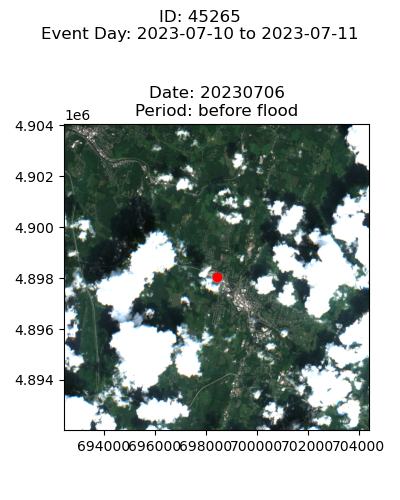 ID: 45265
Event Day: 2023-07-10 to 2023-07-11
Date: 20230706
Period: before flood
1e6
4.904
4.902
4.900
4.898
4.896
4.894
694000 696000 698000 700000 702000 704000